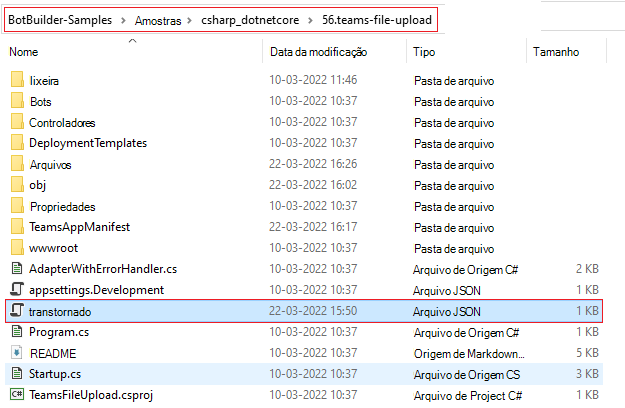 BotBuilder-Samples > Amostras > csharp_dotnetcore > 56.teams-file-upload
Nome Data da modificação Tipo Tamanho
lixeira 10-03-2022 11:46 Pasta de arquivo
Bots 10-03-2022 10:37 Pasta de arquivo
Controladores 10-03-2022 10:37 Pasta de arquivo
DeploymentTemplates 10-03-2022 10:37 Pasta de arquivo
Arquivos 22-03-2022 16:26 Pasta de arquivo
obj 22-03-2022 16:02 Pasta de arquivo
Propriedades 10-03-2022 10:37 Pasta de arquivo
TeamsAppManifest 22-03-2022 16:17 Pasta de arquivo
wwwroot 10-03-2022 10:37 Pasta de arquivo
AdapterWithErrorHandler.cs 10-03-2022 10:37 Arquivo de Origem C# 2 KB
appsettings.Development 10-03-2022 10:37 Arquivo JSON 1 KB
transtornado 22-03-2022 15:50 Arquivo JSON 1 KB
Program.cs 10-03-2022 10:37 Arquivo de Origem C# 1 KB
README 10-03-2022 10:37 Origem de Markdown... 5 KB
Startup.cs 10-03-2022 10:37 Arquivo de Origem CS 3 KB
C# TeamsFileUpload.csproj 10-03-2022 10:37 Arquivo de Project C# 1 KB